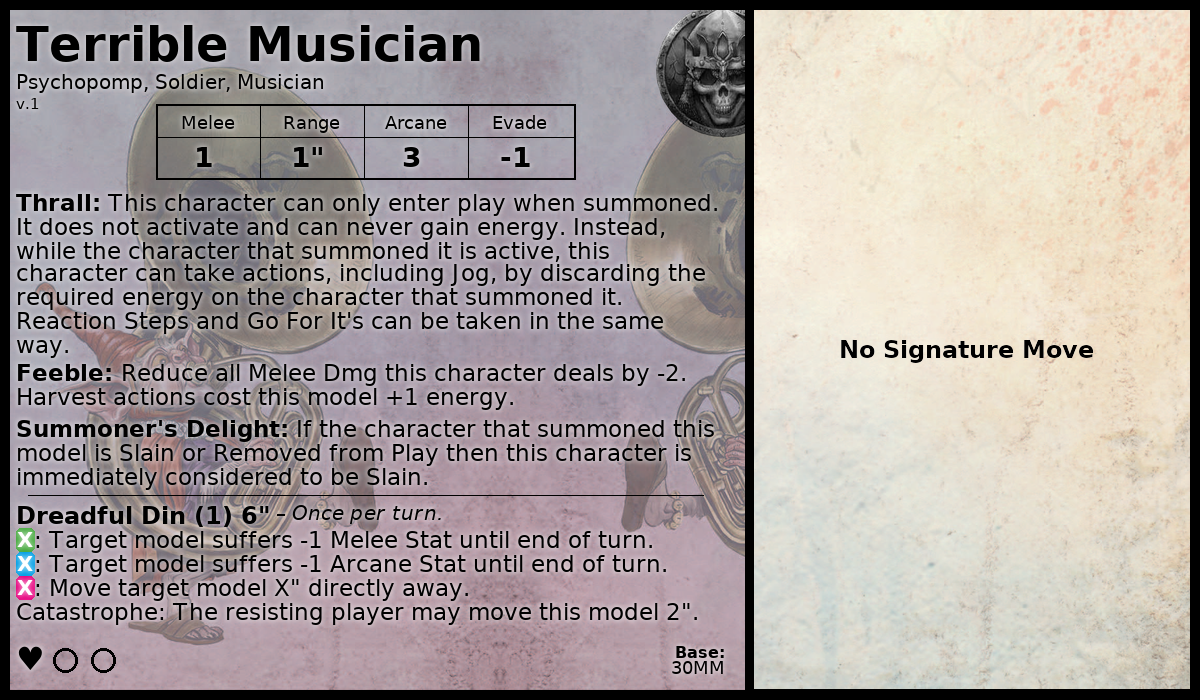 Terrible Musician
Psychopomp, Soldier, Musician
v.1
Melee Range Arcane Evade
1 1" 3 -1
Thrall: This character can only enter play when summoned.
It does not activate and can never gain energy. Instead,
while the character that summoned it is active, this
character can take actions, including Jog, by discarding the
required energy on the character that summoned it.
Reaction Steps and Go For It's can be taken in the same
way.
Feeble: Reduce all Melee Dmg this character deals by -2.
Harvest actions cost this model +1 energy.
Summoner's Delight: If the character that summoned this
model is Slain or Removed from Play then this character is
immediately considered to be Slain.
Dreadful Din (1) 6" – Once per turn.
X: Target model suffers -1 Melee Stat until end of turn.
X: Target model suffers -1 Arcane Stat until end of turn.
X: Move target model X" directly away.
Catastrophe: The resisting player may move this model 2".
Base:
30MM
No Signature Move